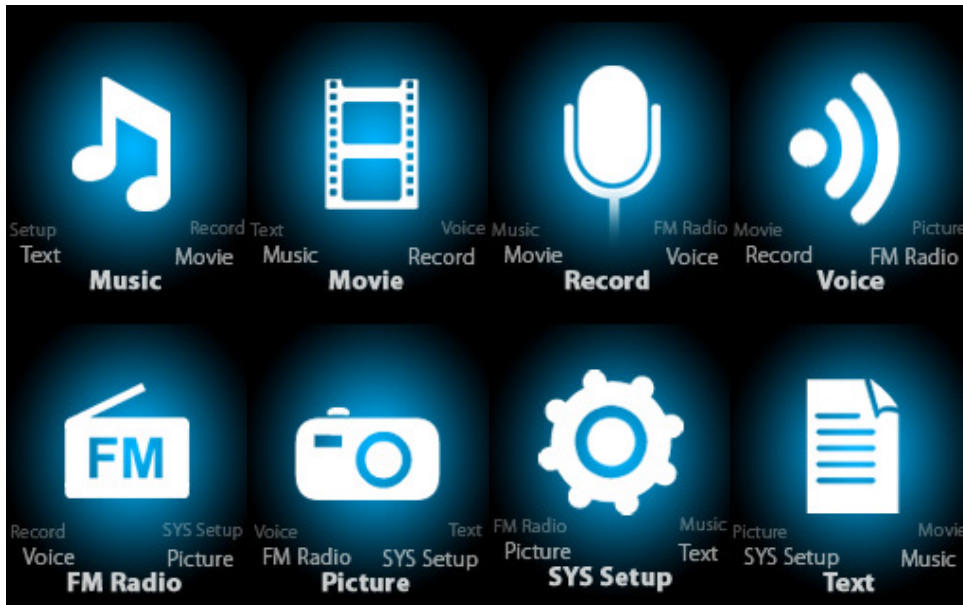 Setup Record
Text Movie
Music
Text Voice
Music Record
Movie
Music FM Radio
Movie Voice
Record
Movie Picture
Record FM Radio
Voice
FM
Record SYS Setup
Voice Picture
FM Radio
Voice Text
FM Radio SYS Setup
Picture
FM Radio Music
Picture Text
SYS Setup
Picture Movie
SYS Setup Music
Text